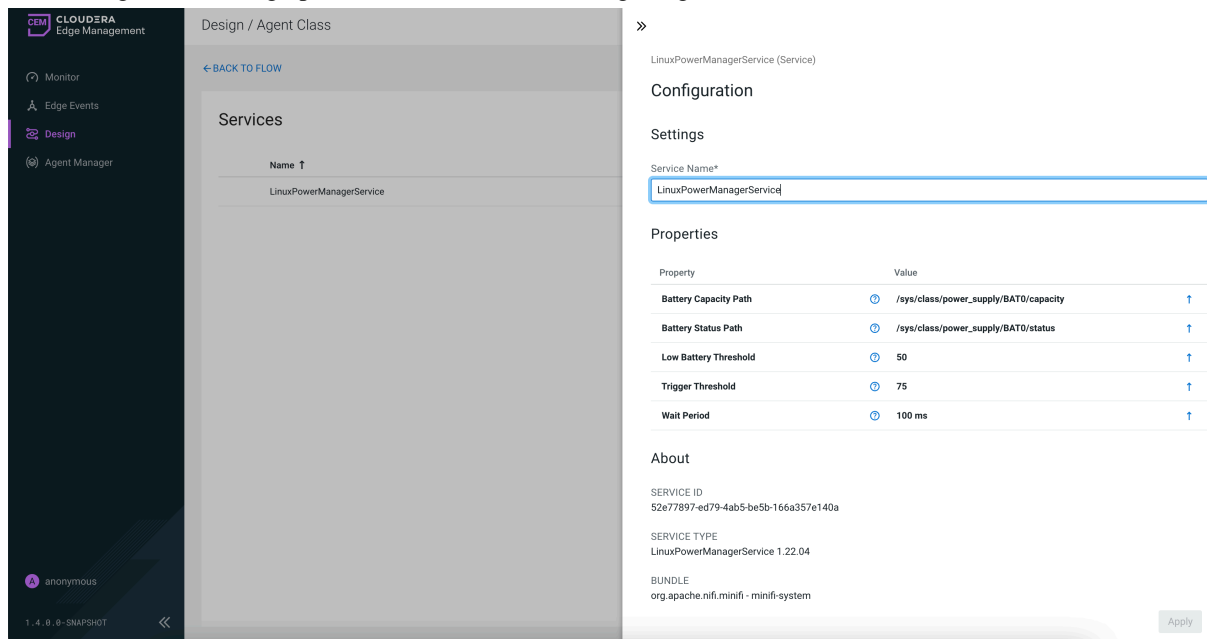 CEM
CLOUDERA
Edge Management
Monitor
Edge Events
Design
Agent Manager
A anonymous
1.4.0.0-SNAPSHOT
Design / Agent Class
←BACK TO FLOW
Services
Name ↑
LinuxPowerManagerService
LinuxPowerManagerService (Service)
Configuration
Settings
Service Name*
LinuxPowerManagerService
Properties
Property Value
Battery Capacity Path ? /sys/class/power_supply/BAT0/capacity ↑
Battery Status Path ? /sys/class/power_supply/BAT0/status ↑
Low Battery Threshold ? 50 ↑
Trigger Threshold ? 75 ↑
Wait Period ? 100 ms ↑
About
SERVICE ID
52e77897-ed79-4ab5-be5b-166a357e140a
SERVICE TYPE
LinuxPowerManagerService 1.22.04
BUNDLE
org.apache.nifi.minifi - minifi-system
Apply